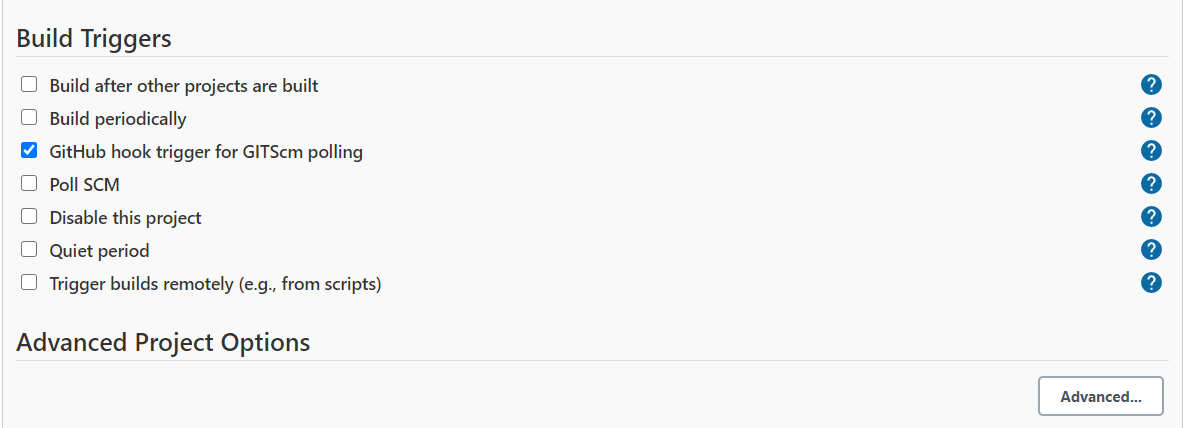 Build Triggers
Build after other projects are built
?
Build periodically
?
GitHub hook trigger for GITScm polling
?
Poll SCM
?
Disable this project
?
Quiet period
?
Trigger builds remotely (e.g., from scripts)
?
Advanced Project Options
Advanced...